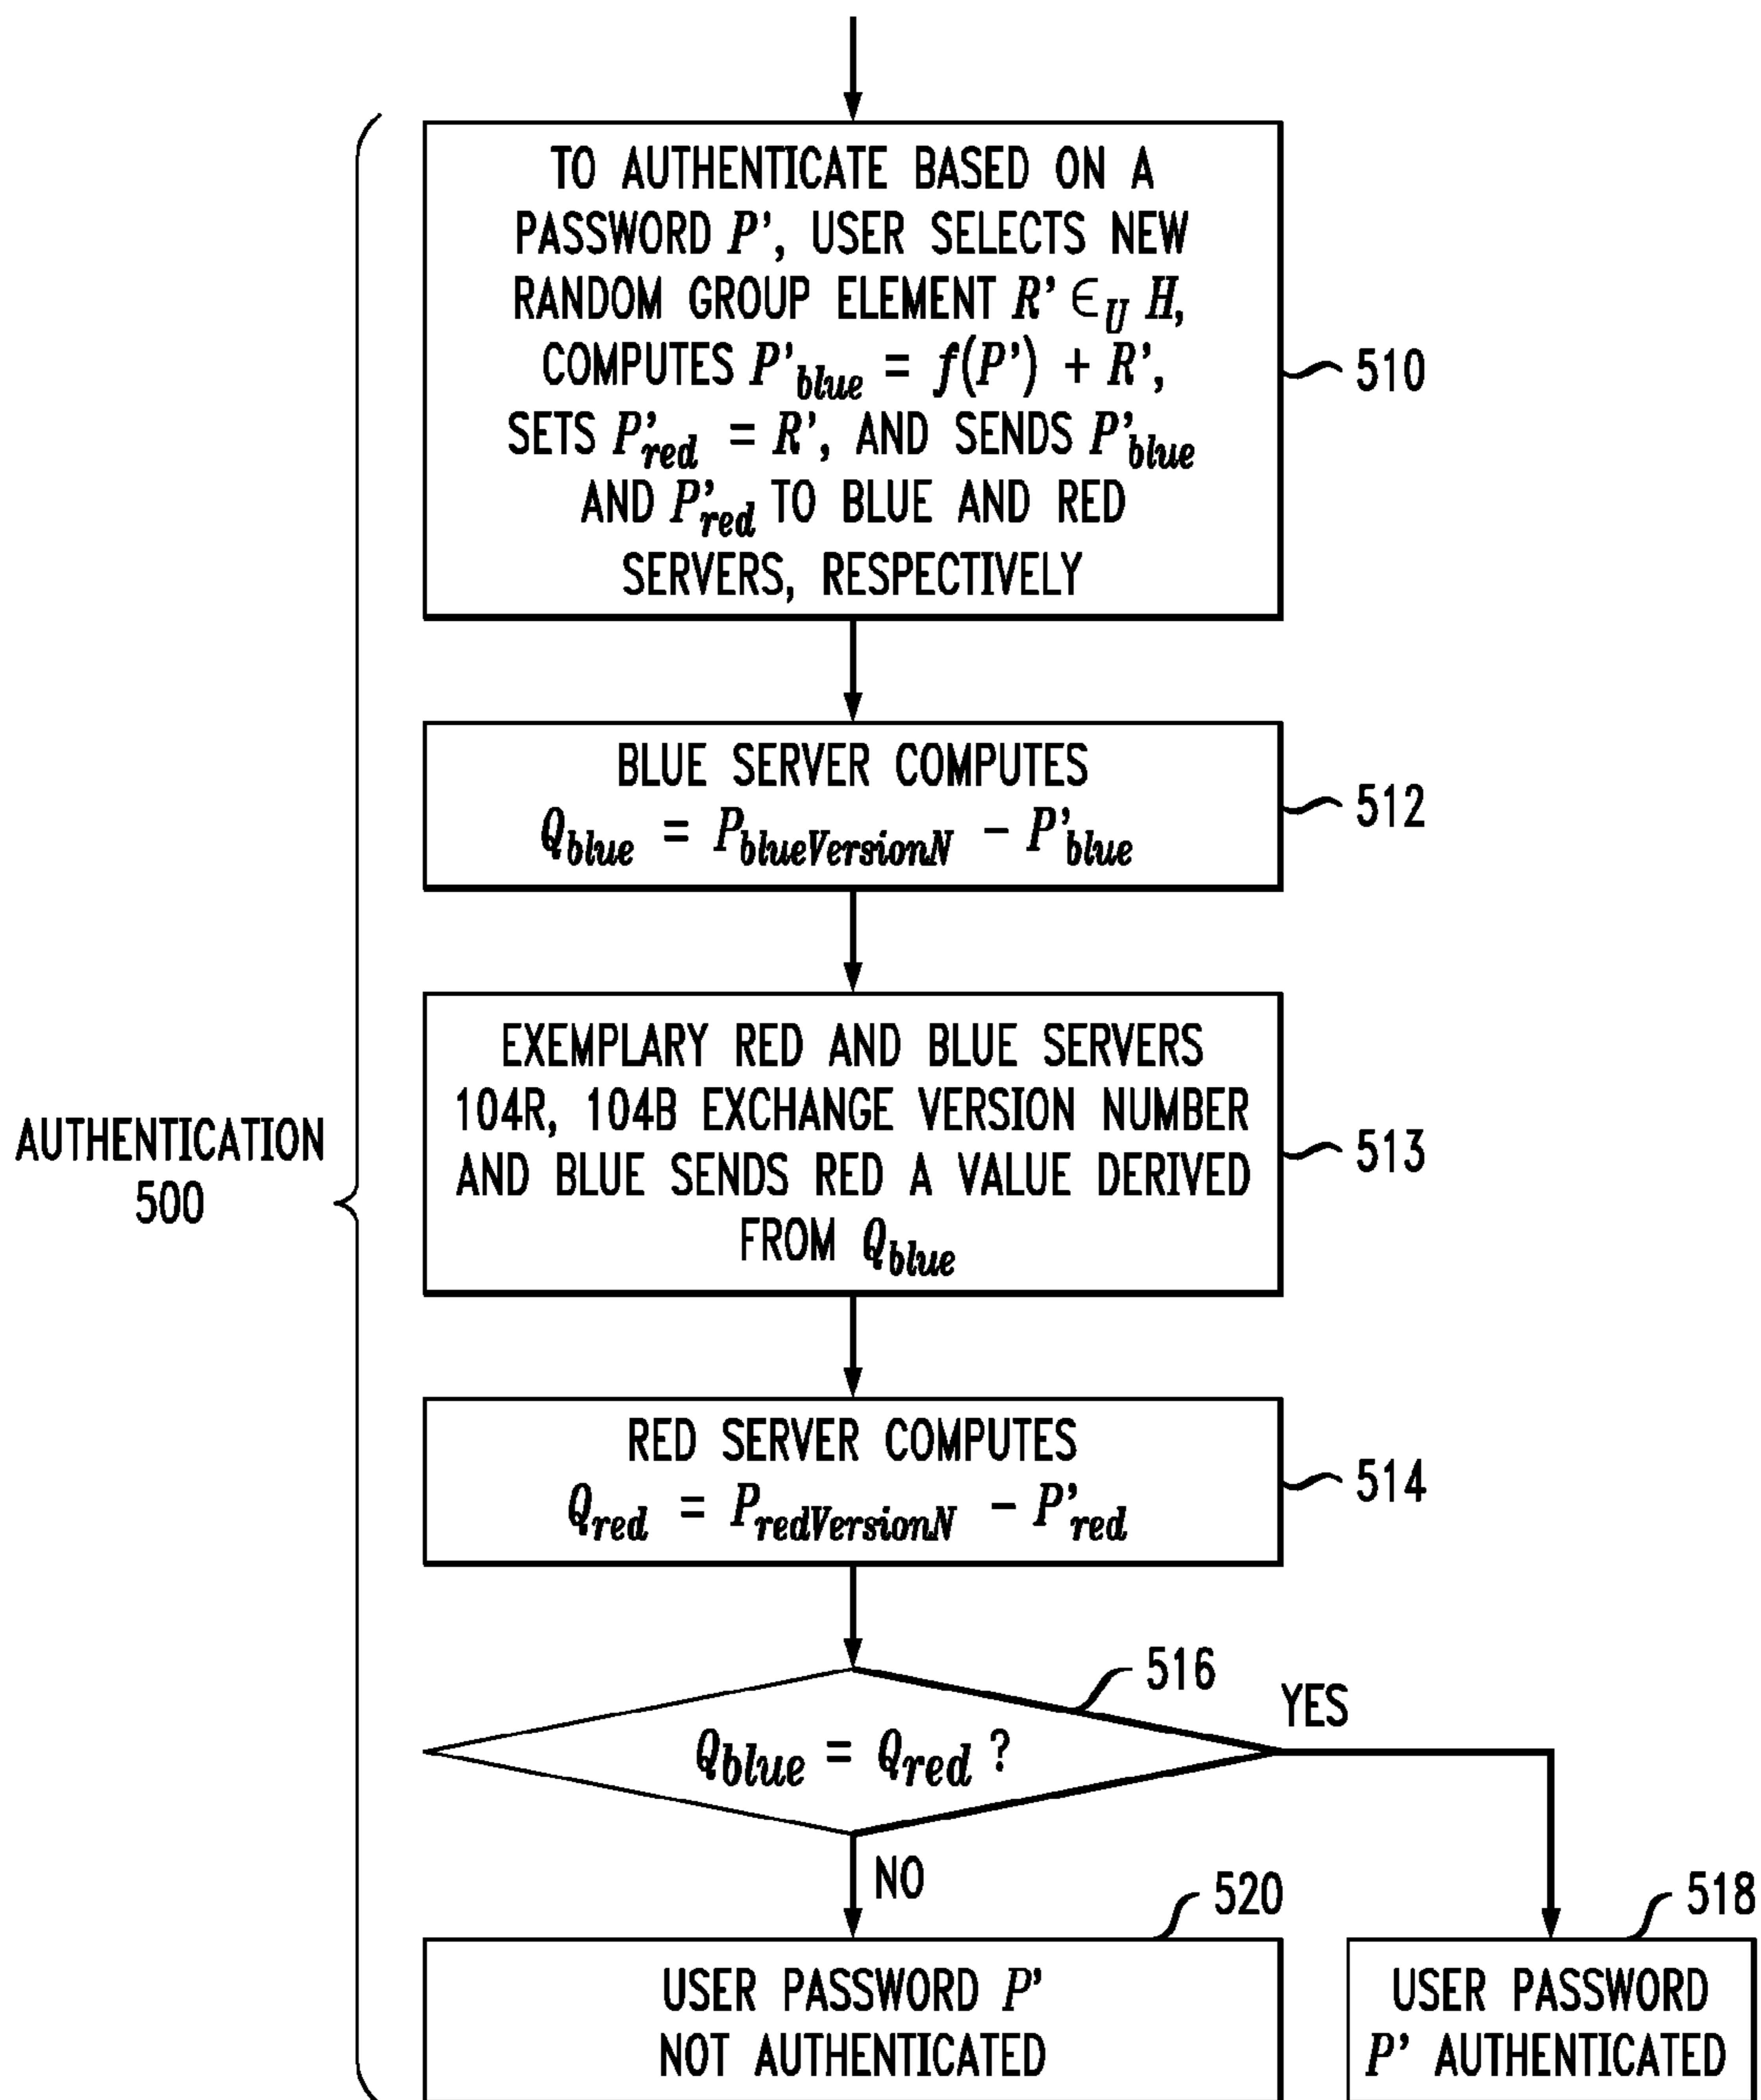 TO AUTHENTICATE BASED ON A
PASSWORD P', USER SELECTS NEW
RANDOM GROUP ELEMENT R' ∈U H,
COMPUTES P'blue = f(P') + R',
SETS P'red = R', AND SENDS P'blue
AND P'red TO BLUE AND RED
SERVERS, RESPECTIVELY
510
BLUE SERVER COMPUTES
Qblue = PblueVersionN - P'blue
512
EXEMPLARY RED AND BLUE SERVERS
104R, 104B EXCHANGE VERSION NUMBER
AND BLUE SENDS RED A VALUE DERIVED
FROM Qblue
513
AUTHENTICATION
500
RED SERVER COMPUTES
Qred = PredVersionN - P'red
514
516
Qblue = Qred ?
YES
NO
520
USER PASSWORD P'
NOT AUTHENTICATED
518
USER PASSWORD
P' AUTHENTICATED